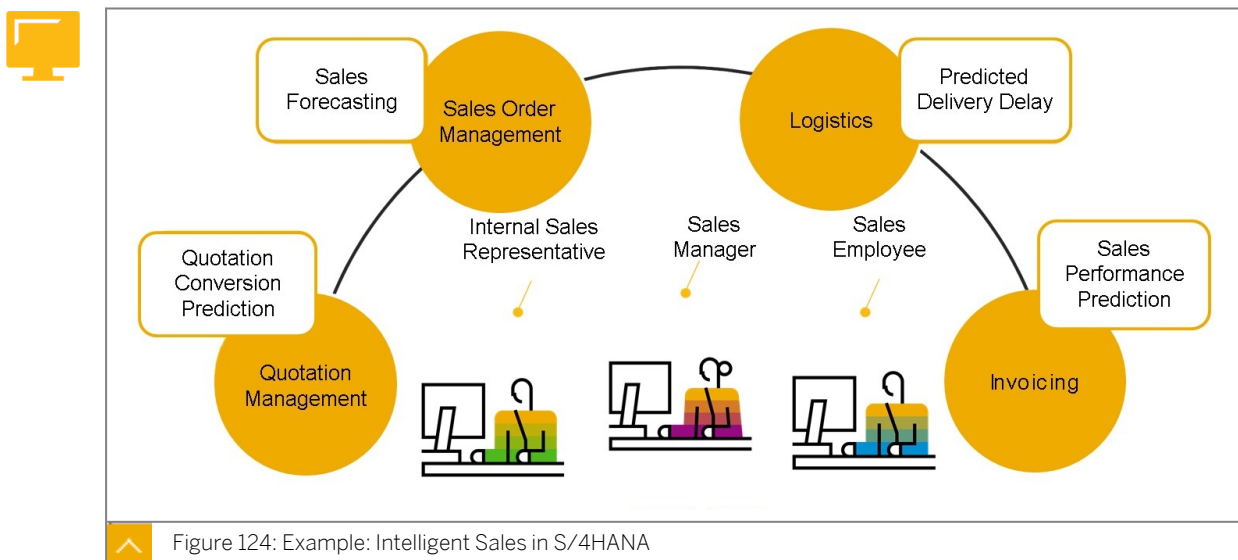 Sales
Forecasting
Sales Order
Management
Logistics
Predicted
Delivery Delay
Quotation
Conversion
Prediction
Internal Sales
Representative
Sales
Manager
Sales
Employee
Sales
Performance
Prediction
Quotation
Management
Invoicing
Figure 124: Example: Intelligent Sales in S/4HANA